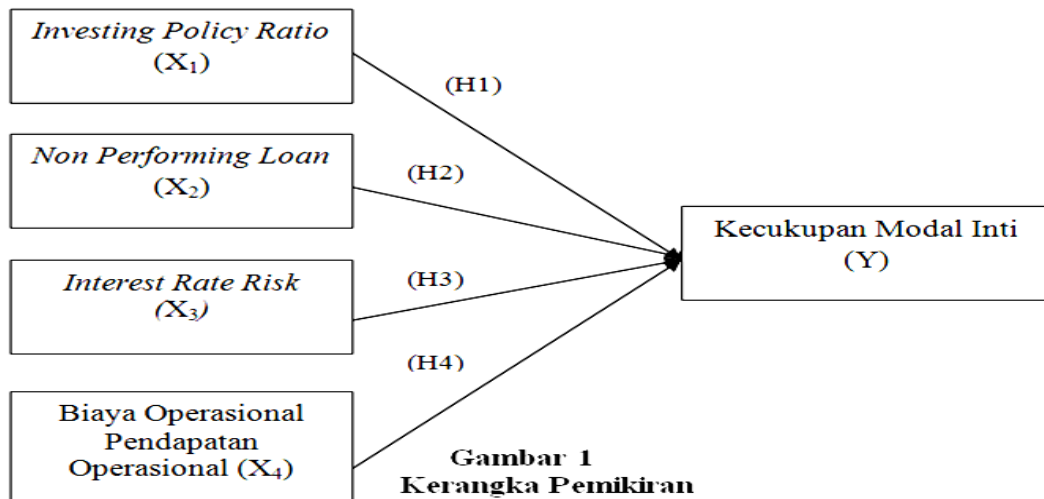 Investing Policy Ratio
(X₁)
(H1)
Non Performing Loan
(X₂)
(H2)
Kecukupan Modal Inti
(Y)
Interest Rate Risk
(X₃)
(H3)
(H4)
Biaya Operasional
Pendapatan
Operasional (X₄)
Gambar 1
Kerangka Pemikiran